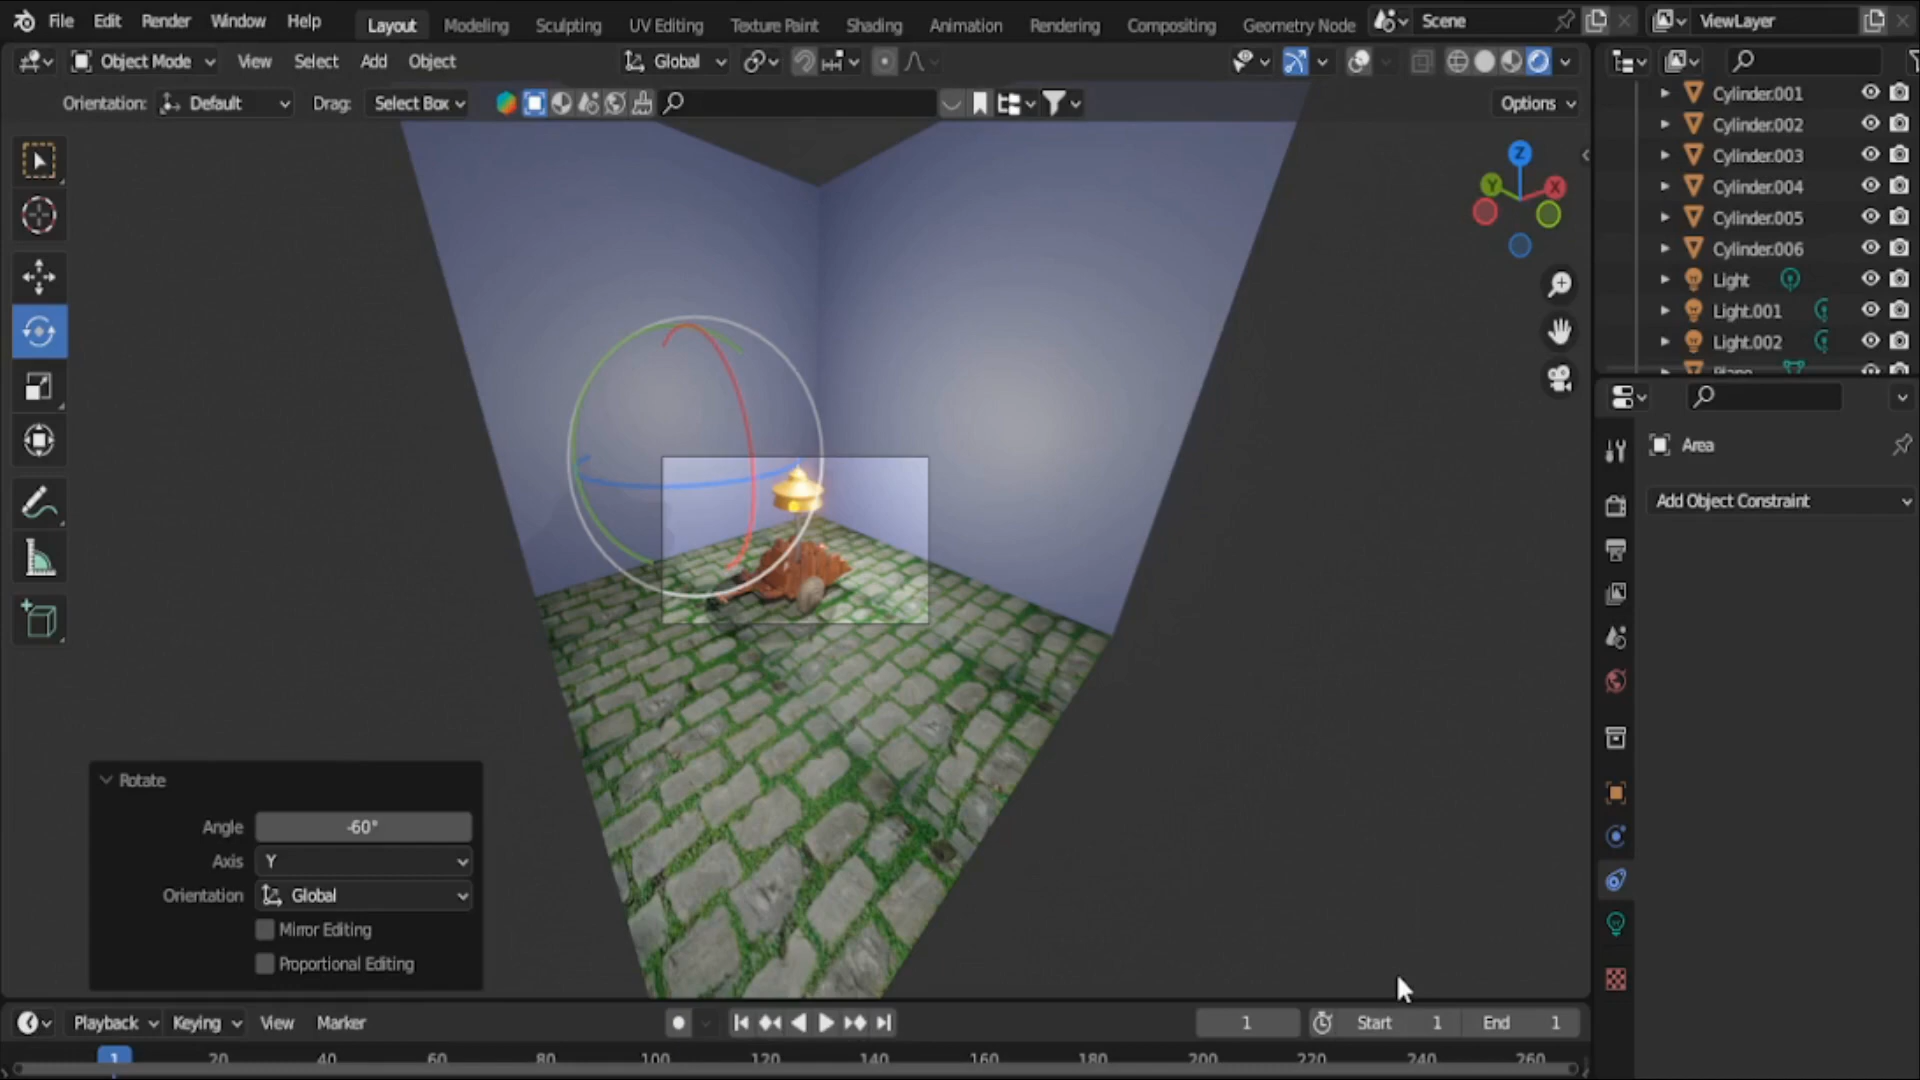 File Edit Render Window Help Layout Modeling Sculpting UV Editing Texture Paint Shading Animation Rendering Compositing Geometry Node Scene ViewLayer
Object Mode View Select Add Object Global
Orientation: Default Drag: Select Box Options
Z
Y X
Cylinder.001
Cylinder.002
Cylinder.003
Cylinder.004
Cylinder.005
Cylinder.006
Light
Light.001
Light.002
Plane
Area
Add Object Constraint
Rotate
Angle -60°
Axis Y
Orientation Global
Mirror Editing
Proportional Editing
Playback Keying View Marker 1 Start 1 End 1
1 20 40 60 80 100 120 140 160 180 200 220 240 260